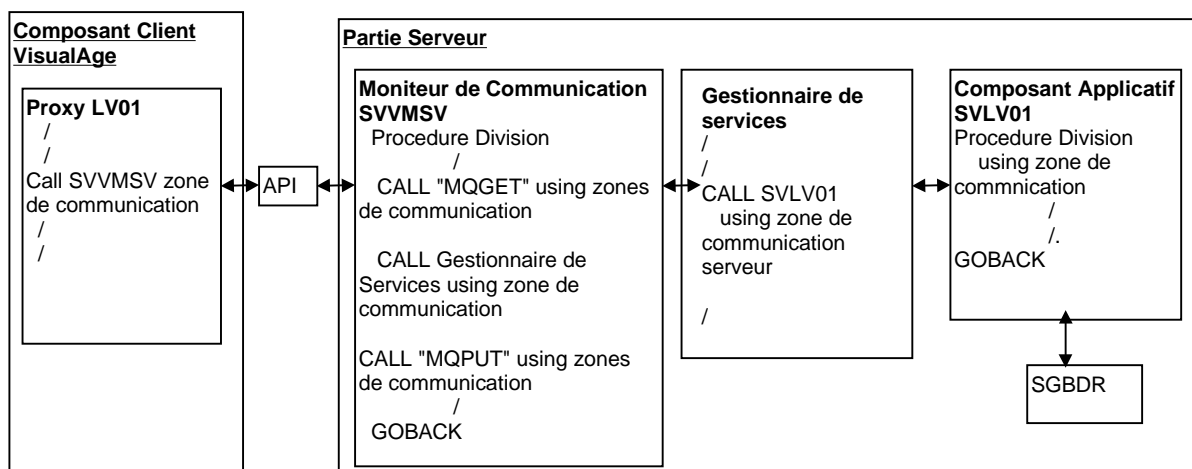 Composant Client
VisualAge
Proxy LV01
/
/
Call SVVMSV zone
de communication
/
/
API
Partie Serveur
Moniteur de Communication
SVVMSV
Procedure Division
/
CALL "MQGET" using zones
de communication
CALL Gestionnaire de
Services using zone de
communication
CALL "MQPUT" using zones
de communication
/
GOBACK
Gestionnaire de
services
/
/
CALL SVLV01
using zone de
communication
serveur
/
Composant Applicatif
SVLV01
Procedure Division
using zone de
commnication
/
/.
GOBACK
SGBDR